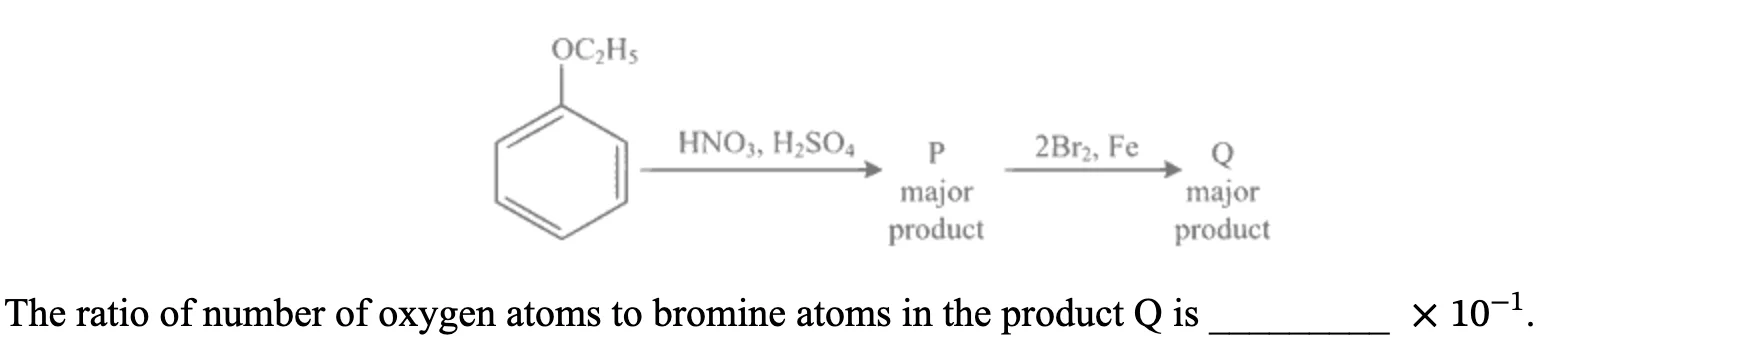 OC₂H₅
HNO₃, H₂SO₄
P
major
product
2Br₂, Fe
Q
major
product
The ratio of number of oxygen atoms to bromine atoms in the product Q is __________ × 10⁻¹.